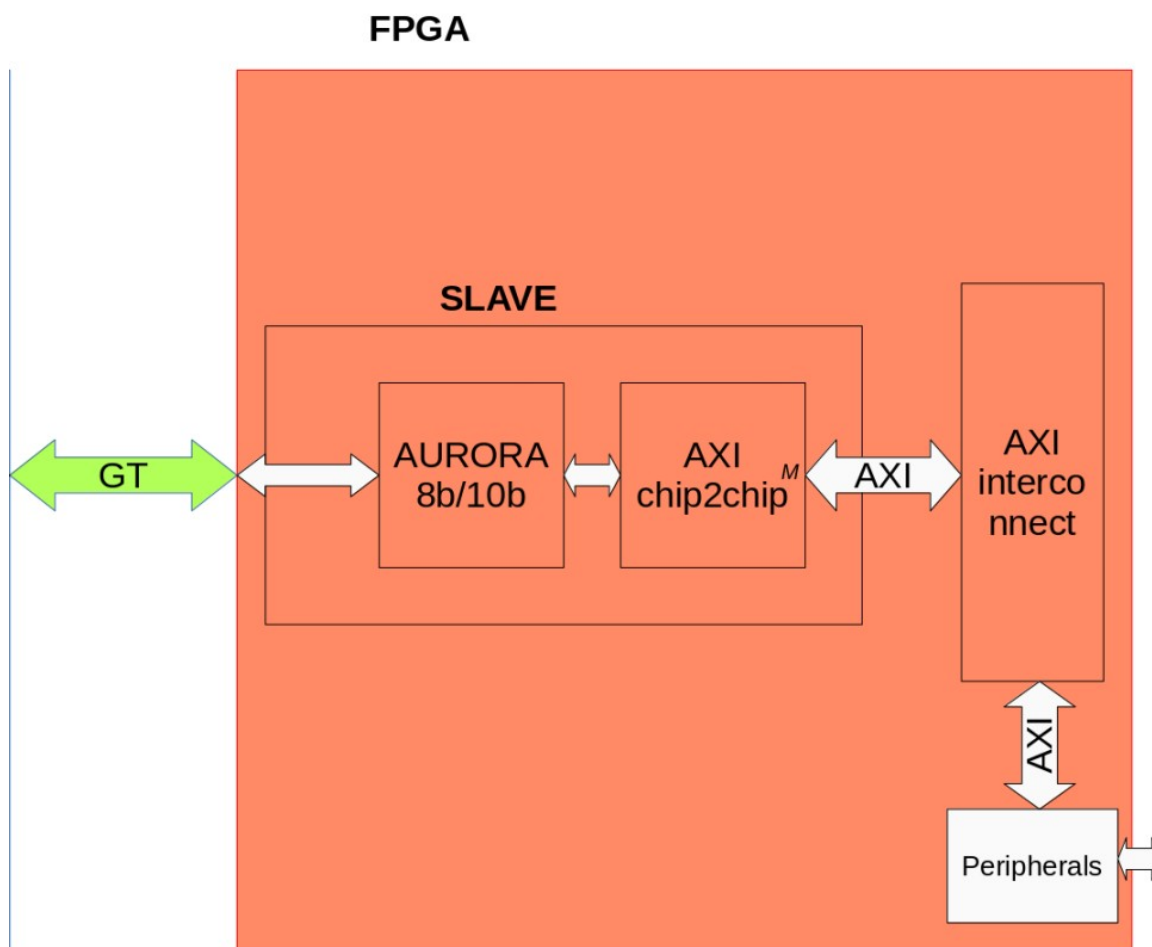 FPGA
SLAVE
GT
AURORA
8b/10b
AXI
chip2chip
M
AXI
AXI
interco
nnect
AXI
Peripherals